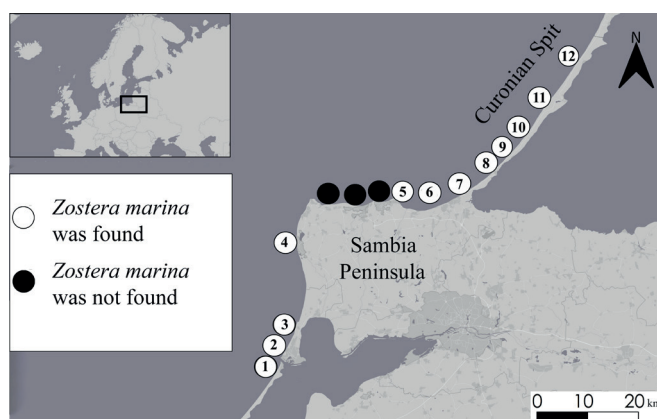 Curonian Spit
N
12
11
10
9
8
7
6
5
4
3
2
1
Zostera marina
was found
Zostera marina
was not found
Sambia
Peninsula
0 10 20 km